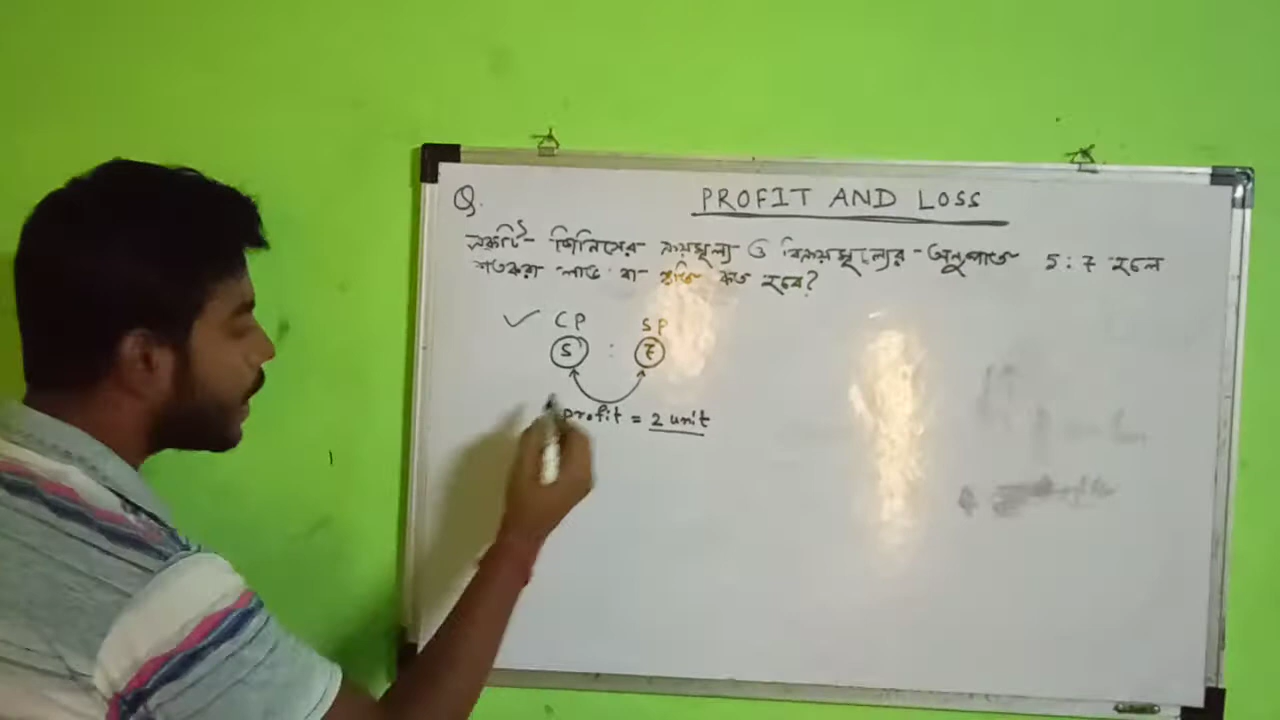 PROFIT AND LOSS
Q.
একটি জিনিসের ক্রয়মূল্য ও বিক্রয়মূল্যের অনুপাত 5 : 7 হলে
শতকরা লাভ বা ক্ষতি কত হবে?
✓ CP SP
5 : 7
profit = 2 unit